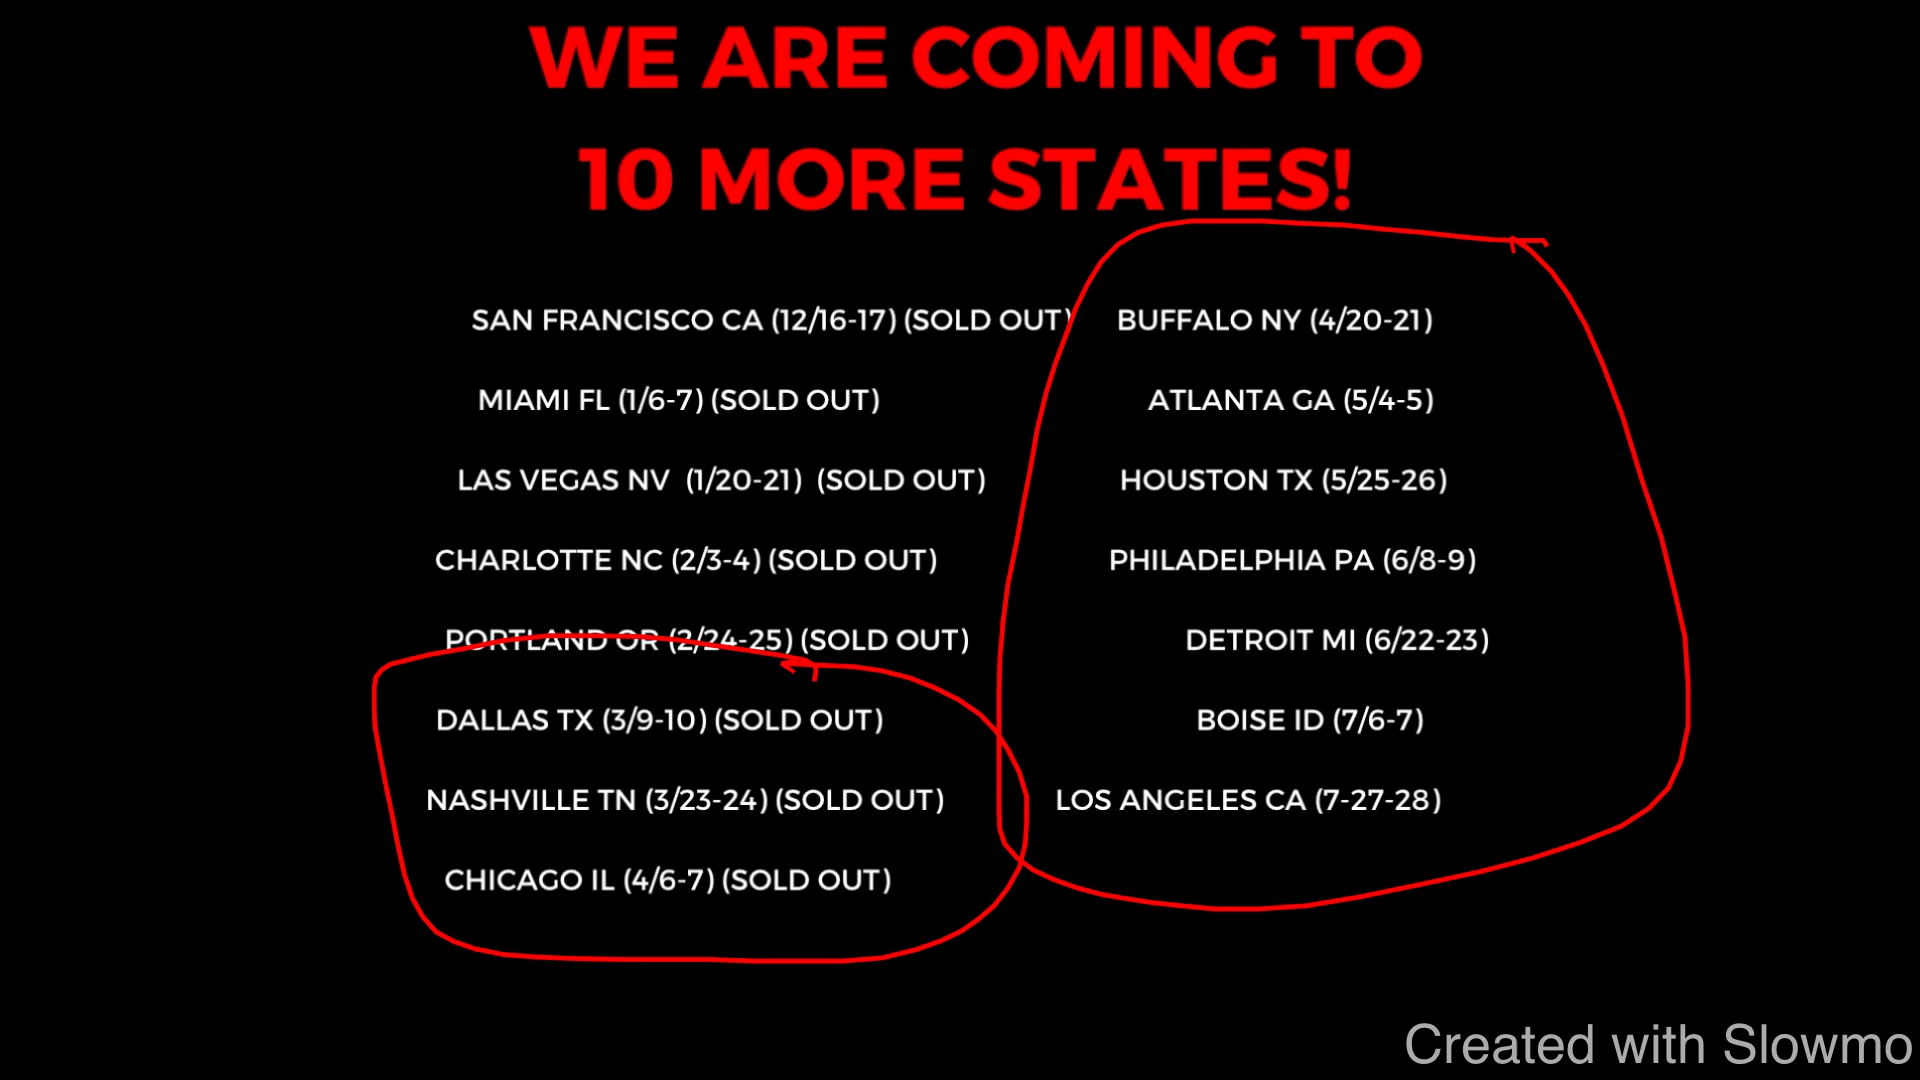 WE ARE COMING TO
10 MORE STATES!
SAN FRANCISCO CA (12/16-17) (SOLD OUT)
MIAMI FL (1/6-7) (SOLD OUT)
LAS VEGAS NV (1/20-21) (SOLD OUT)
CHARLOTTE NC (2/3-4) (SOLD OUT)
PORTLAND OR (2/24-25) (SOLD OUT)
DALLAS TX (3/9-10) (SOLD OUT)
NASHVILLE TN (3/23-24) (SOLD OUT)
CHICAGO IL (4/6-7) (SOLD OUT)
BUFFALO NY (4/20-21)
ATLANTA GA (5/4-5)
HOUSTON TX (5/25-26)
PHILADELPHIA PA (6/8-9)
DETROIT MI (6/22-23)
BOISE ID (7/6-7)
LOS ANGELES CA (7-27-28)
Created with Slowmo